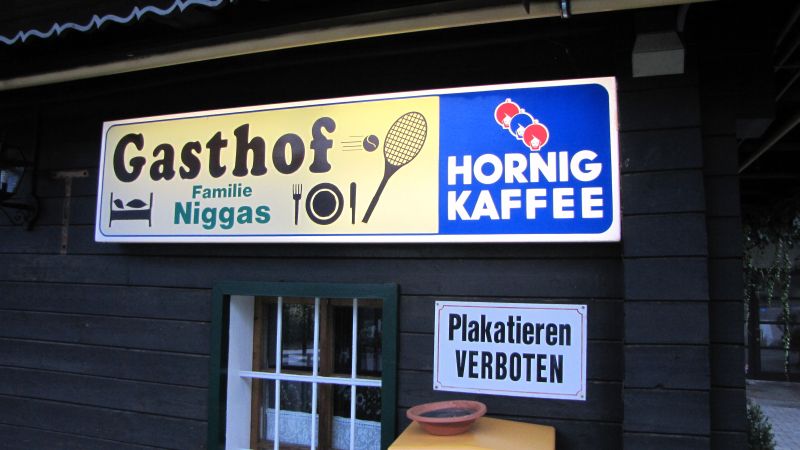 Gasthof
Familie
Niggas
HORNIG
KAFFEE
Plakatieren
VERBOTEN